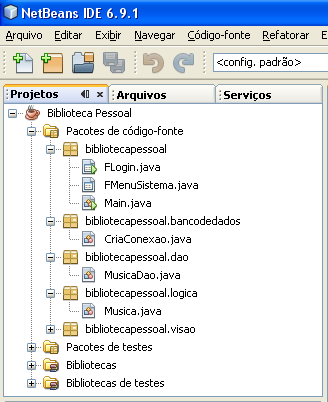 NetBeans IDE 6.9.1
Arquivo Editar Exibir Navegar Código-fonte Refatorar E
<config. padrão>
Projetos Arquivos Serviços
Biblioteca Pessoal
Pacotes de código-fonte
bibliotecapessoal
FLogin.java
FMenuSistema.java
Main.java
bibliotecapessoal.bancodedados
CriaConexao.java
bibliotecapessoal.dao
MusicaDao.java
bibliotecapessoal.logica
Musica.java
bibliotecapessoal.visao
Pacotes de testes
Bibliotecas
Bibliotecas de testes